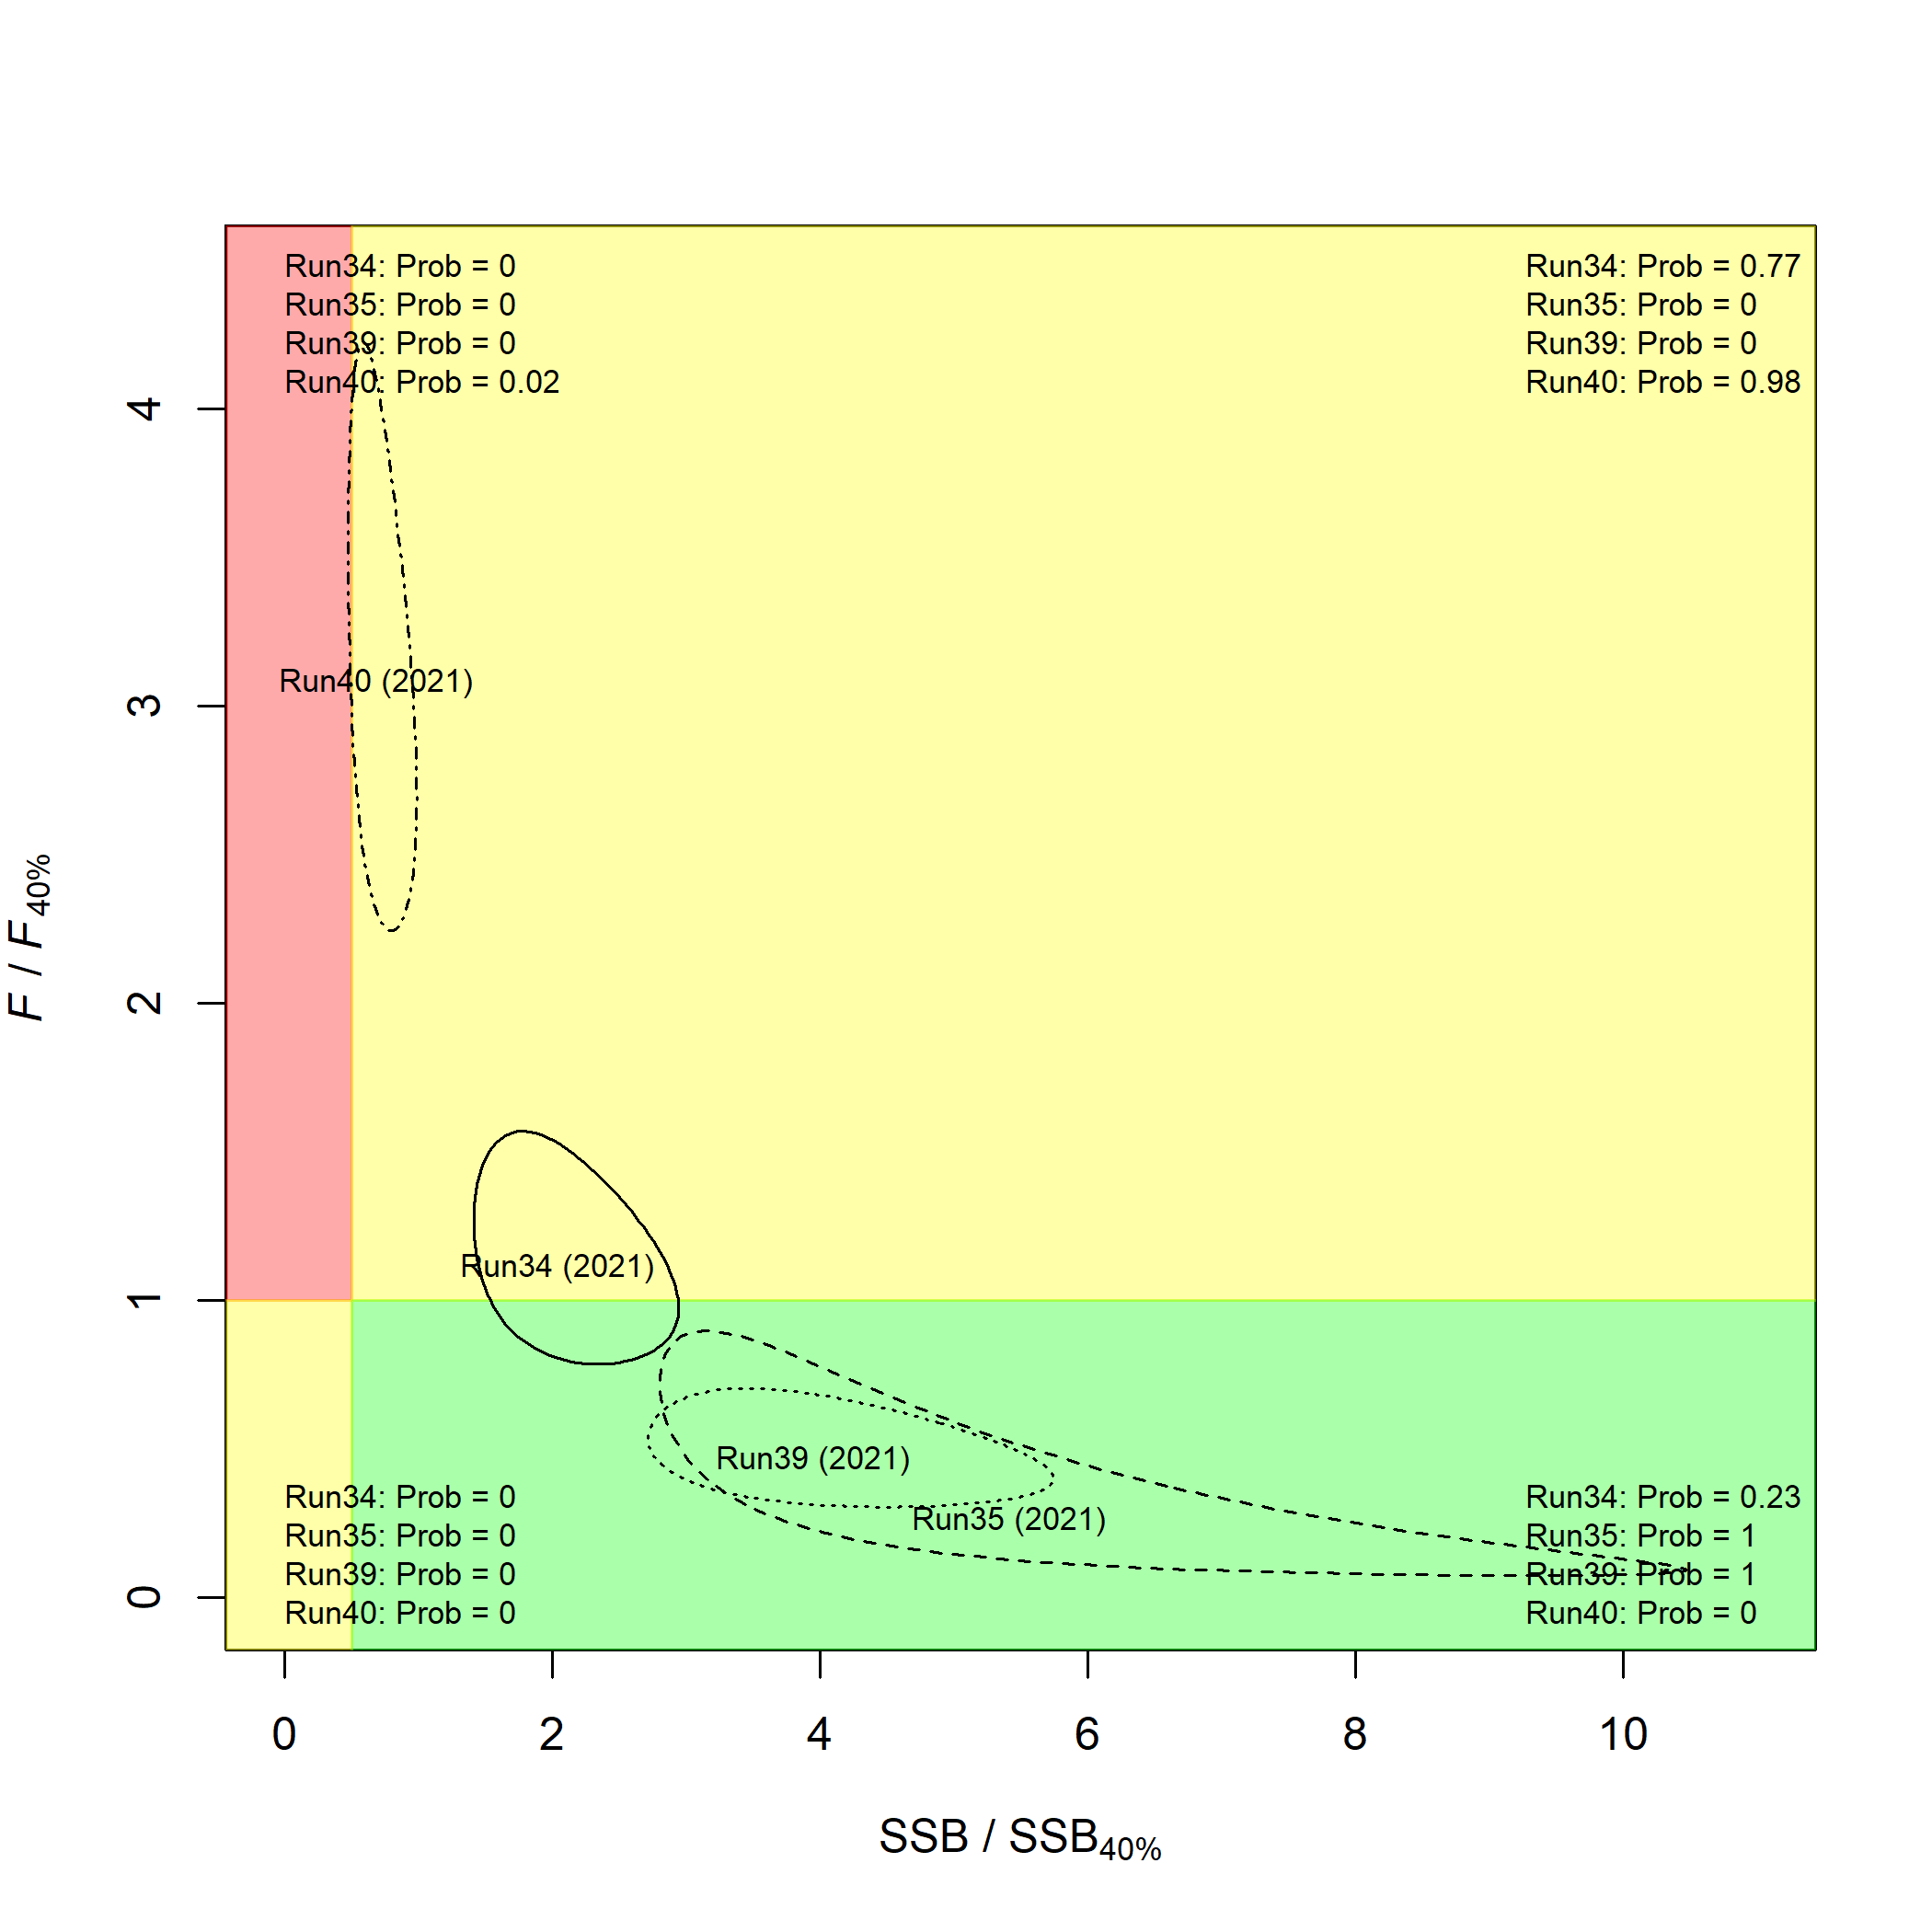 Run34: Prob = 0
Run35: Prob = 0
Run39: Prob = 0
Run40: Prob = 0.02
Run34: Prob = 0.77
Run35: Prob = 0
Run39: Prob = 0
Run40: Prob = 0.98
4
3
2
1
0
F / F40%
Run40 (2021)
Run34 (2021)
Run39 (2021)
Run35 (2021)
Run34: Prob = 0
Run35: Prob = 0
Run39: Prob = 0
Run40: Prob = 0
Run34: Prob = 0.23
Run35: Prob = 1
Run39: Prob = 1
Run40: Prob = 0
0 2 4 6 8 10
SSB / SSB40%